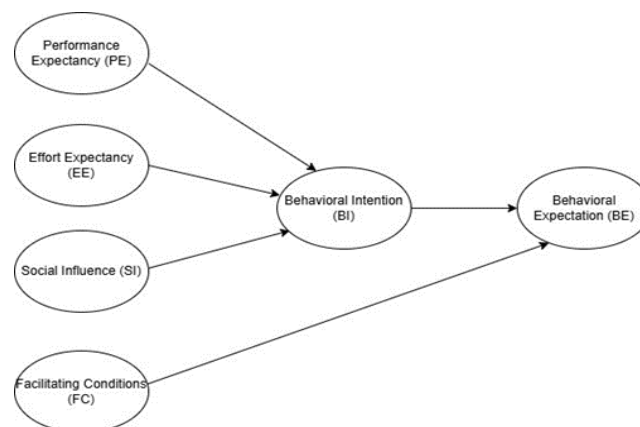 Performance
Expectancy (PE)
Effort Expectancy
(EE)
Social Influence (SI)
Facilitating Conditions
(FC)
Behavioral Intention
(BI)
Behavioral
Expectation (BE)